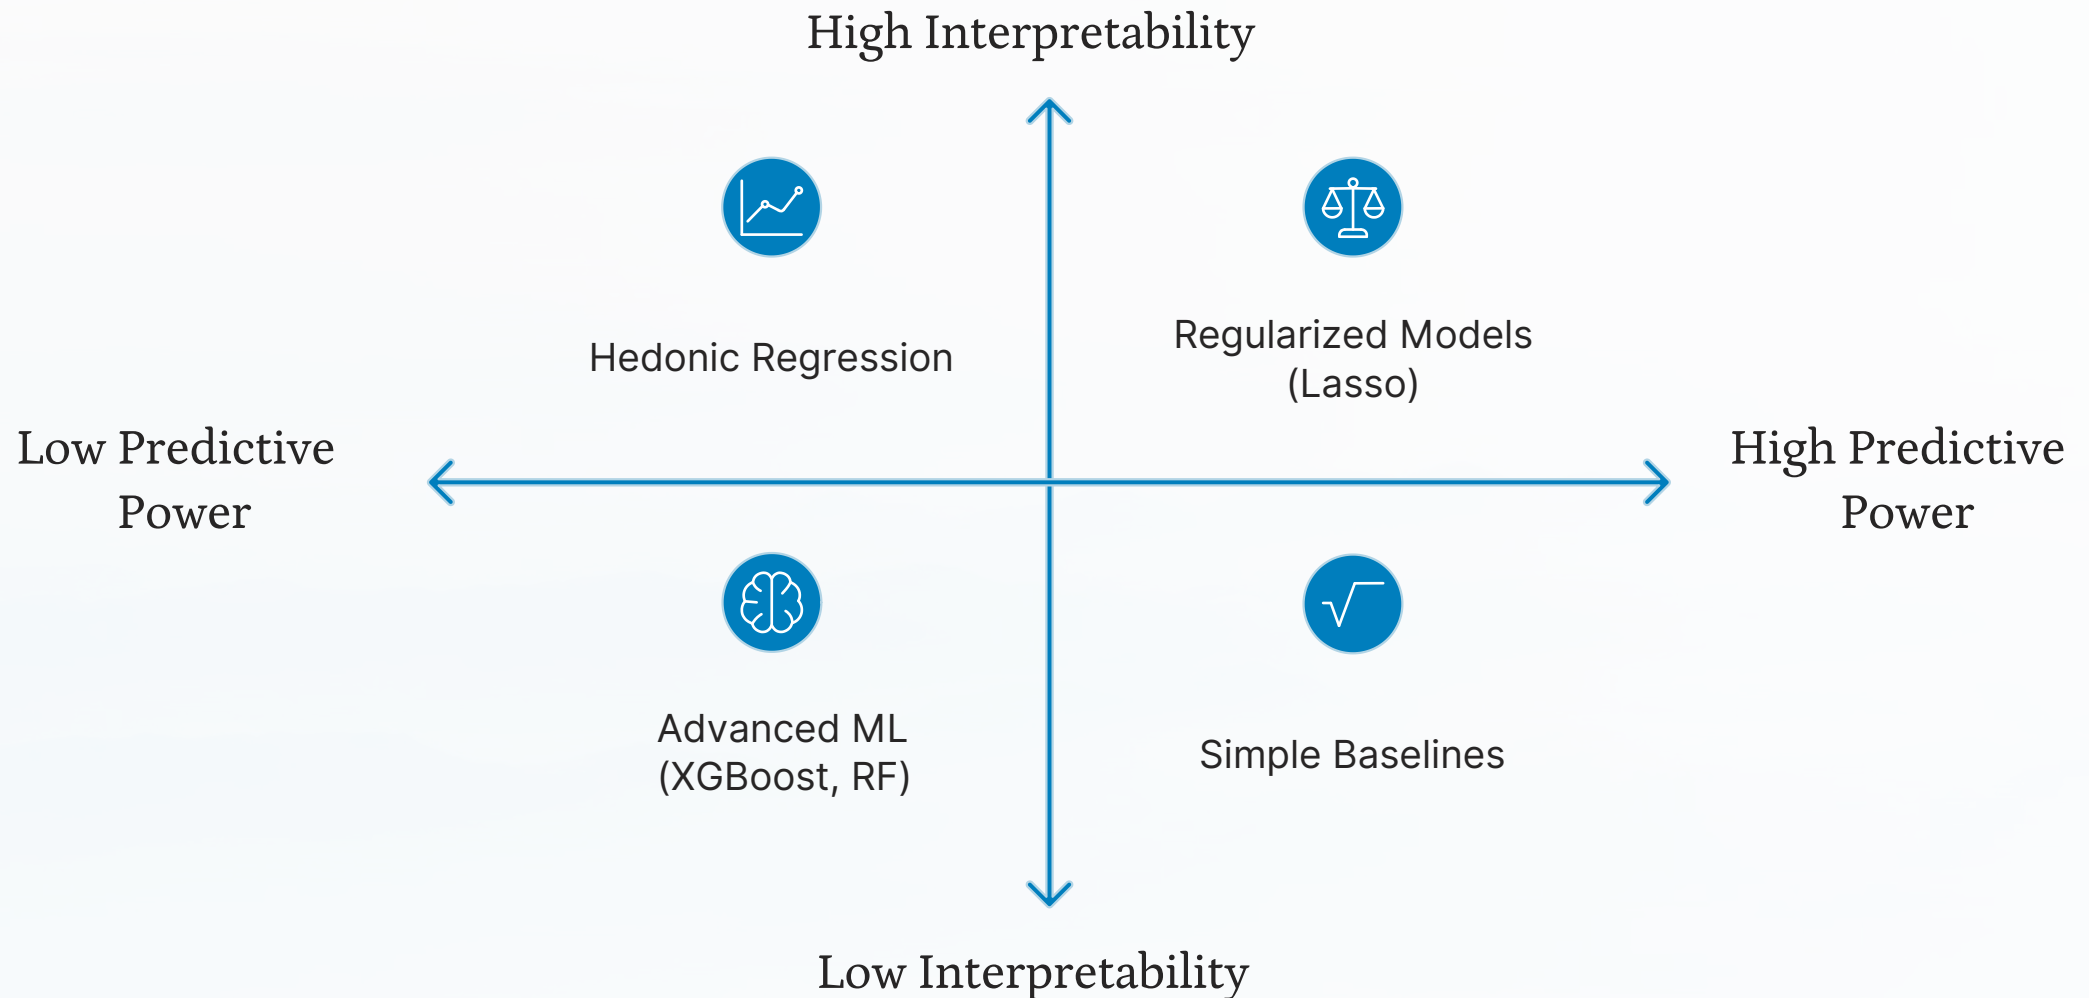 High Interpretability
Hedonic Regression
Regularized Models
(Lasso)
Low Predictive
Power
High Predictive
Power
Advanced ML
(XGBoost, RF)
Simple Baselines
Low Interpretability